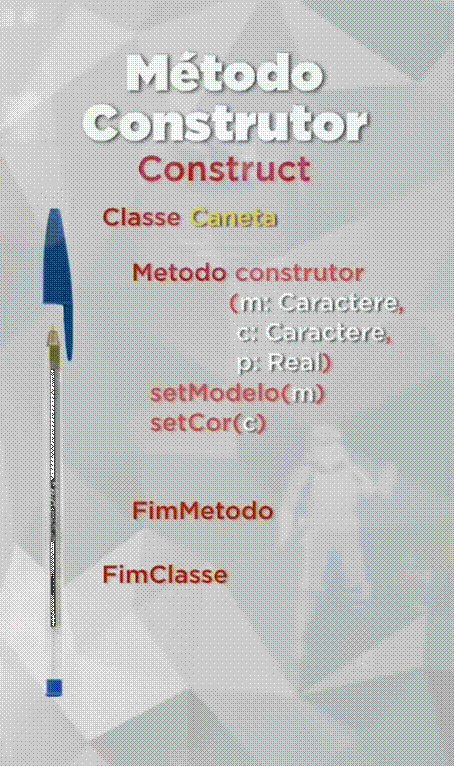 Método
Construtor
Construct
Classe Caneta
Metodo construtor
(m: Caractere,
c: Caractere,
p: Real)
setModelo(m)
setCor(c)
FimMetodo
FimClasse